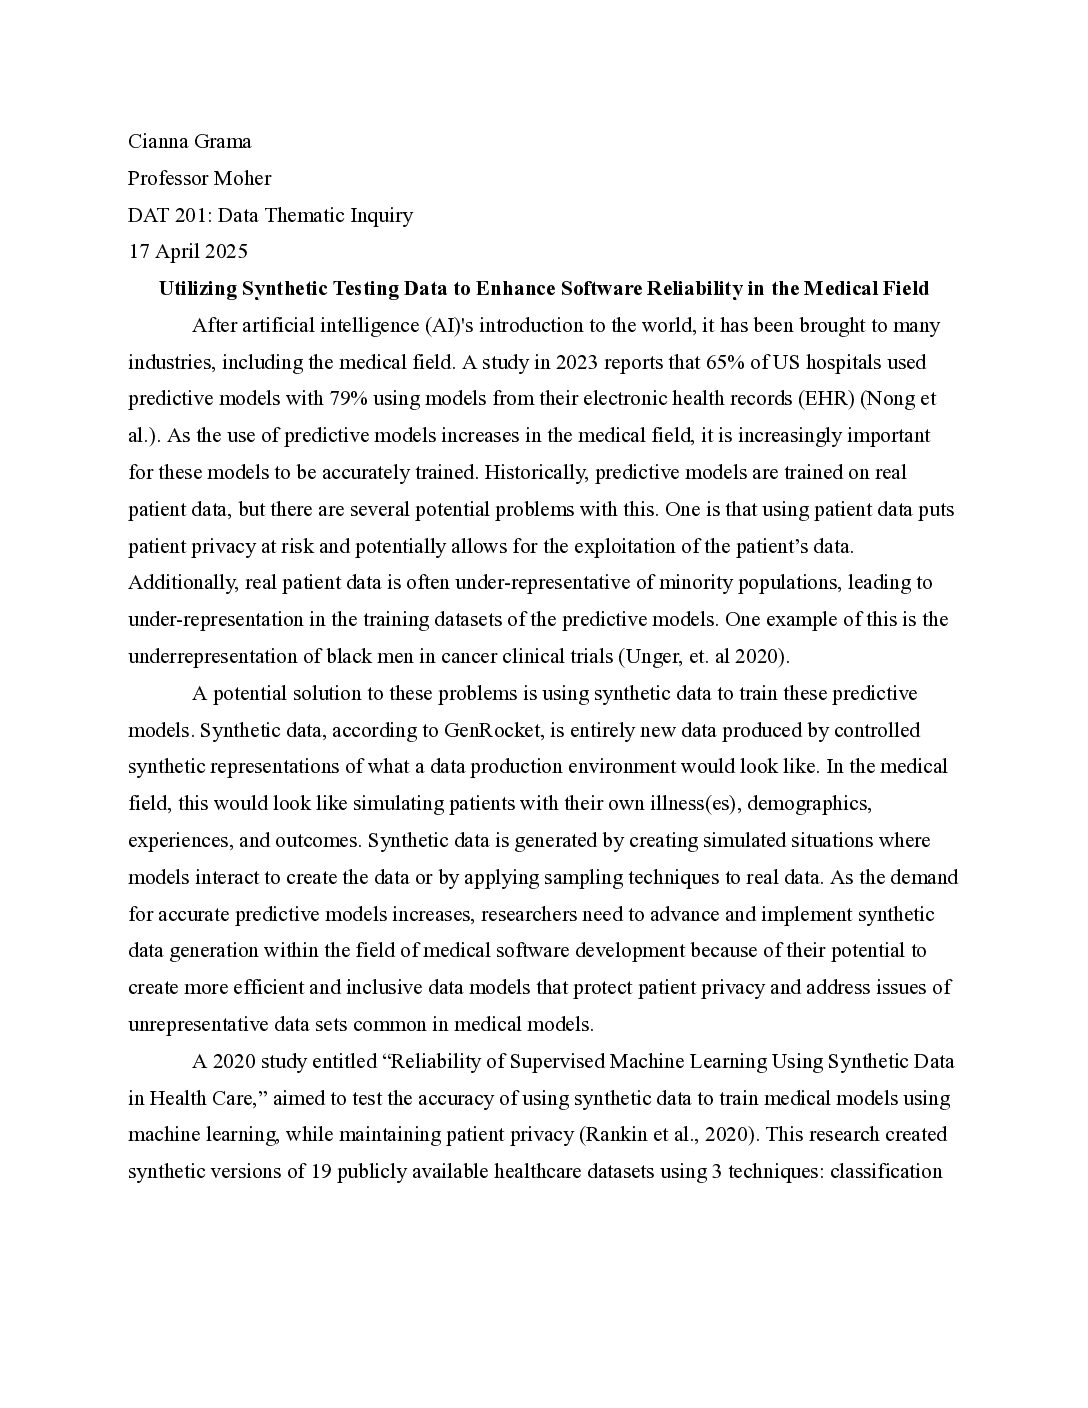 Cianna Grama
Professor Moher
DAT 201: Data Thematic Inquiry
17 April 2025
Utilizing Synthetic Testing Data to Enhance Software Reliability in the Medical Field
After artificial intelligence (AI)'s introduction to the world, it has been brought to many
industries, including the medical field. A study in 2023 reports that 65% of US hospitals used
predictive models with 79% using models from their electronic health records (EHR) (Nong et
al.). As the use of predictive models increases in the medical field, it is increasingly important
for these models to be accurately trained. Historically, predictive models are trained on real
patient data, but there are several potential problems with this. One is that using patient data puts
patient privacy at risk and potentially allows for the exploitation of the patient’s data.
Additionally, real patient data is often under-representative of minority populations, leading to
under-representation in the training datasets of the predictive models. One example of this is the
underrepresentation of black men in cancer clinical trials (Unger, et. al 2020).
A potential solution to these problems is using synthetic data to train these predictive
models. Synthetic data, according to GenRocket, is entirely new data produced by controlled
synthetic representations of what a data production environment would look like. In the medical
field, this would look like simulating patients with their own illness(es), demographics,
experiences, and outcomes. Synthetic data is generated by creating simulated situations where
models interact to create the data or by applying sampling techniques to real data. As the demand
for accurate predictive models increases, researchers need to advance and implement synthetic
data generation within the field of medical software development because of their potential to
create more efficient and inclusive data models that protect patient privacy and address issues of
unrepresentative data sets common in medical models.
A 2020 study entitled “Reliability of Supervised Machine Learning Using Synthetic Data
in Health Care,” aimed to test the accuracy of using synthetic data to train medical models using
machine learning, while maintaining patient privacy (Rankin et al., 2020). This research created
synthetic versions of 19 publicly available healthcare datasets using 3 techniques: classification